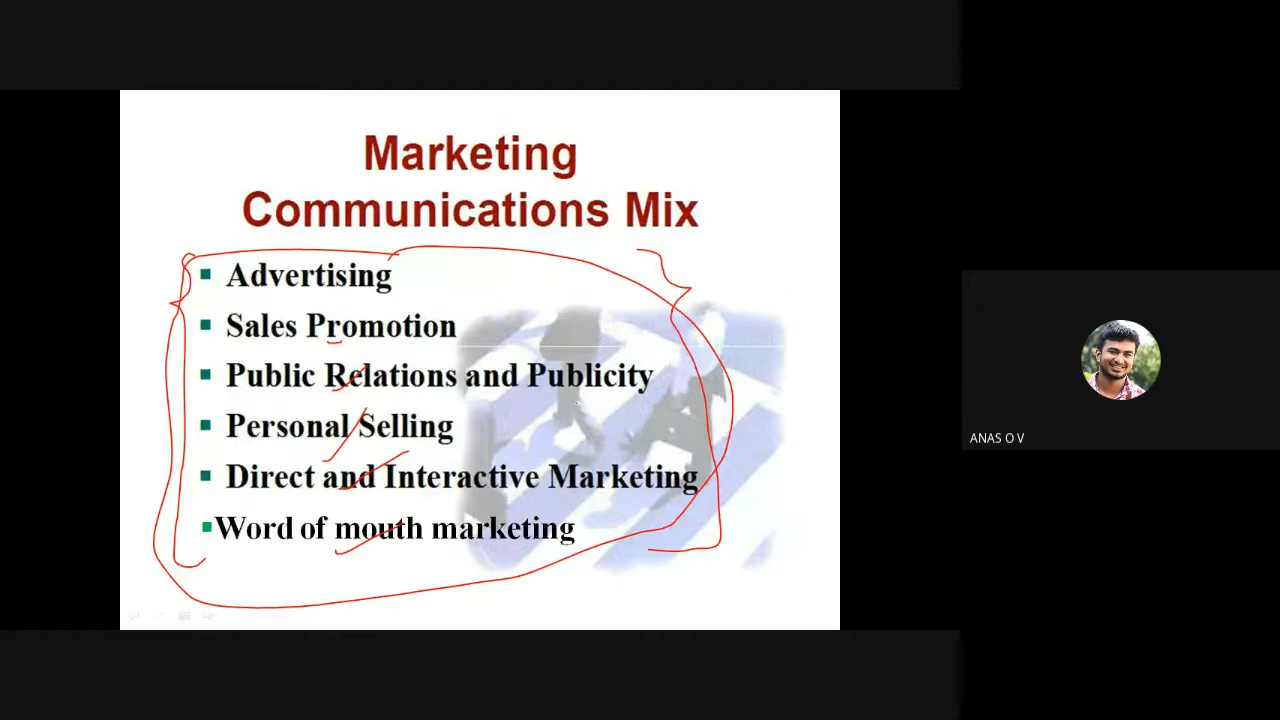 Marketing
Communications Mix
Advertising
Sales Promotion
Public Relations and Publicity
Personal Selling
Direct and Interactive Marketing
Word of mouth marketing
ANAS O V